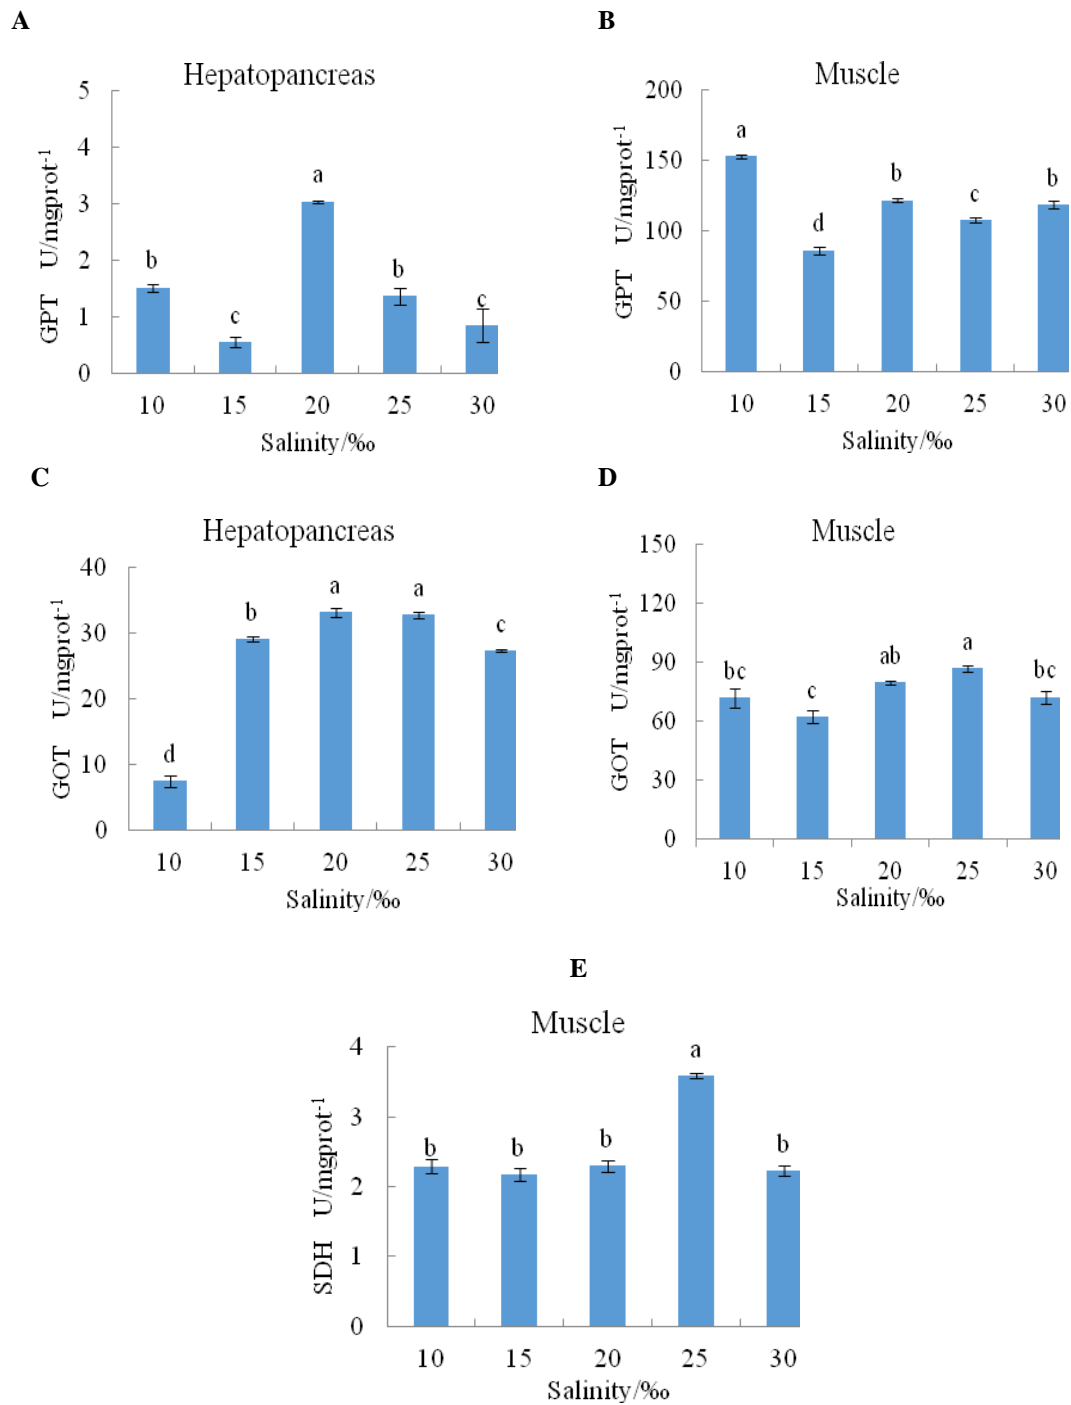 A
Hepatopancreas
GPT U/mgprot-1
5
4
3
2
1
0
b
c
a
b
c
10 15 20 25 30
Salinity/‰
B
Muscle
GPT U/mgprot-1
200
150
100
50
0
a
d
b
c
b
10 15 20 25 30
Salinity/‰
C
Hepatopancreas
GOT U/mgprot-1
40
30
20
10
0
d
b
a
a
c
10 15 20 25 30
Salinity/‰
D
Muscle
GOT U/mgprot-1
150
120
90
60
30
0
bc
c
ab
a
bc
10 15 20 25 30
Salinity/‰
E
Muscle
SDH U/mgprot-1
4
3
2
1
0
b
b
b
a
b
10 15 20 25 30
Salinity/‰